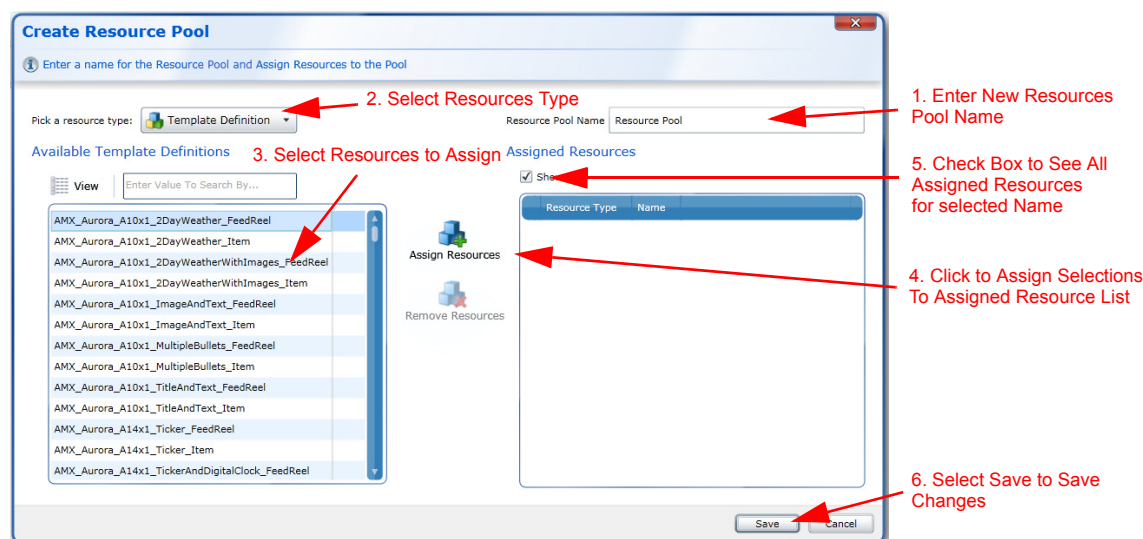 Create Resource Pool
Enter a name for the Resource Pool and Assign Resources to the Pool
2. Select Resources Type
1. Enter New Resources
Pool Name
Pick a resource type: Template Definition
Resource Pool Name Resource Pool
Available Template Definitions
3. Select Resources to Assign
Assigned Resources
5. Check Box to See All
Assigned Resources
for selected Name
View Enter Value To Search By...
Resource Type Name
AMX_Aurora_A10x1_2DayWeather_FeedReel
AMX_Aurora_A10x1_2DayWeather_Item
AMX_Aurora_A10x1_2DayWeatherWithImages_FeedReel
AMX_Aurora_A10x1_2DayWeatherWithImages_Item
AMX_Aurora_A10x1_ImageAndText_FeedReel
AMX_Aurora_A10x1_ImageAndText_Item
AMX_Aurora_A10x1_MultipleBullets_FeedReel
AMX_Aurora_A10x1_MultipleBullets_Item
AMX_Aurora_A10x1_TitleAndText_FeedReel
AMX_Aurora_A10x1_TitleAndText_Item
AMX_Aurora_A14x1_Ticker_FeedReel
AMX_Aurora_A14x1_Ticker_Item
AMX_Aurora_A14x1_TickerAndDigitalClock_FeedReel
Assign Resources
Remove Resources
4. Click to Assign Selections
To Assigned Resource List
6. Select Save to Save
Changes
Save Cancel